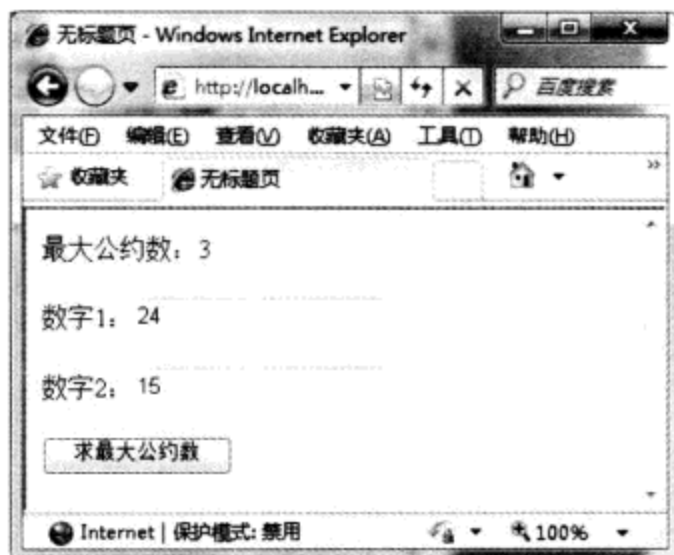 无标题页 - Windows Internet Explorer
http://localh...
百度搜索
文件(F) 编辑(E) 查看(V) 收藏夹(A) 工具(T) 帮助(H)
收藏夹 无标题页 »
最大公约数：3
数字1： 24
数字2： 15
求最大公约数
Internet | 保护模式: 禁用 100%